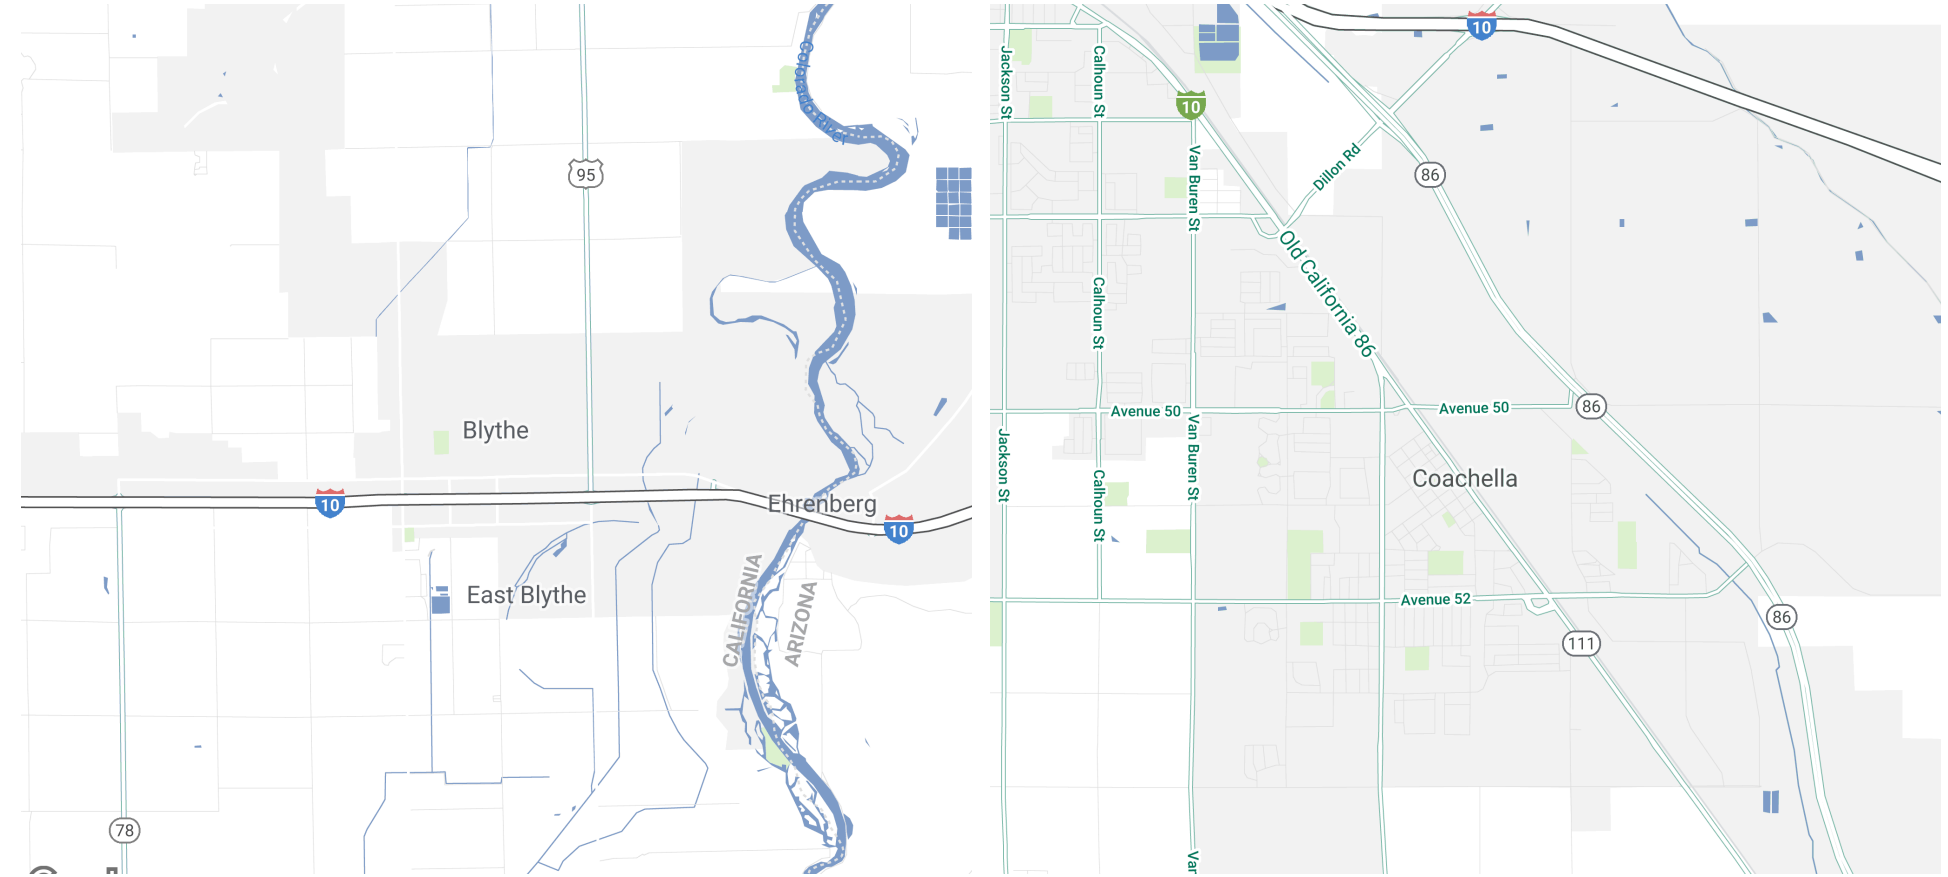 Colorado River
95
Blythe
10
Ehrenberg
10
East Blythe
CALIFORNIA
ARIZONA
78
10
Jackson St
Calhoun St
10
Van Buren St
Dillon Rd
86
Old California 86
Calhoun St
Avenue 50
Avenue 50
86
Jackson St
Van Buren St
Calhoun St
Coachella
Avenue 52
86
111
Van